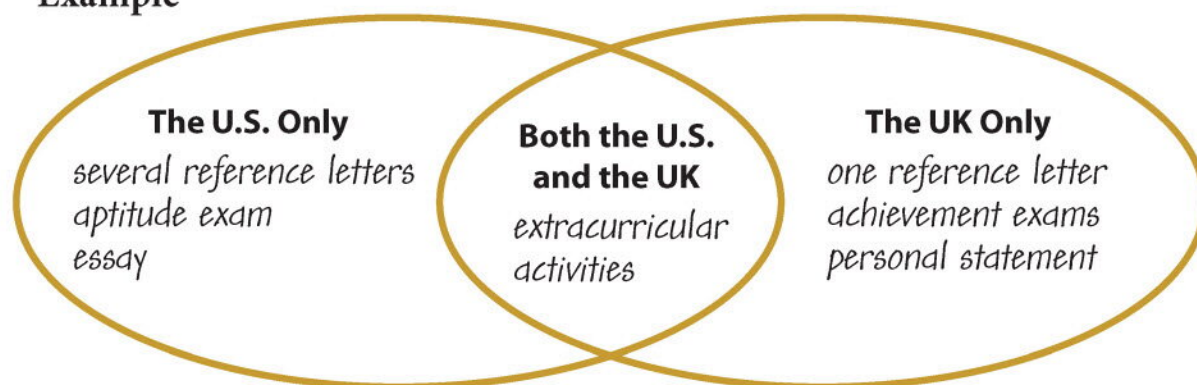 Example
The U.S. Only
several reference letters
aptitude exam
essay
Both the U.S.
and the UK
extracurricular
activities
The UK Only
one reference letter
achievement exams
personal statement